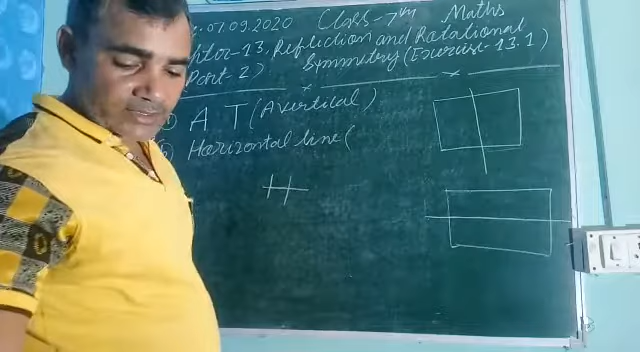 07.09.2020 Class - 7th Maths
13. Reflection and Rotational
Part-2) Symmetry (Exercise-13.1)
A T (A vertical)
Horizontal line (
H